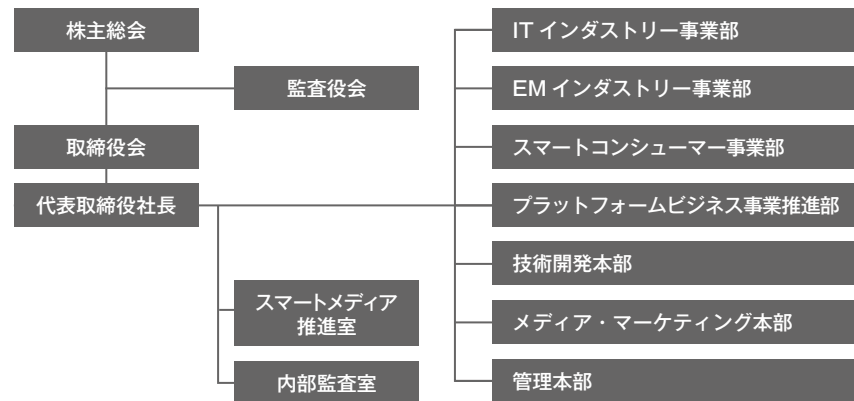 株主総会
監査役会
取締役会
代表取締役社長
スマートメディア
推進室
内部監査室
IT インダストリー事業部
EM インダストリー事業部
スマートコンシューマー事業部
プラットフォームビジネス事業推進部
技術開発本部
メディア・マーケティング本部
管理本部